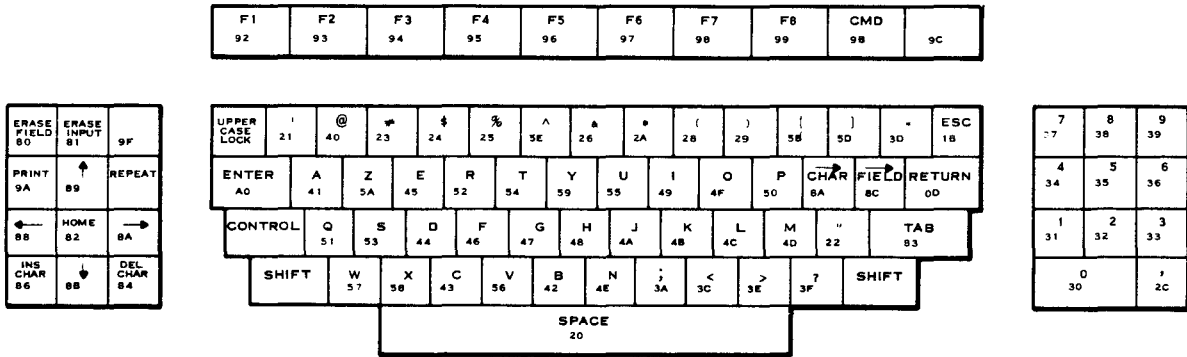 F1 F2 F3 F4 F5 F6 F7 F8 CMD
92 93 94 95 96 97 98 99 9B 9C
ERASE FIELD 80 ERASE INPUT 81 9F
PRINT 9A ↑ 89 REPEAT
← 88 HOME 82 → 8A
INS CHAR 86 ↓ 8B DEL CHAR 84
UPPER CASE LOCK ' 21 @ 40 # 23 $ 24 % 25 ^ 5E & 26 * 2A ( 28 ) 29 [ 5B ] 5D 3D ESC 1B
ENTER A0 A 41 Z 5A E 45 R 52 T 54 Y 59 U 55 I 49 O 4F P 50 → CHAR 8A → FIELD 8C RETURN 0D
CONTROL Q 51 S 53 D 44 F 46 G 47 H 48 J 4A K 4B L 4C M 4D " 22 TAB 83
SHIFT W 57 X 58 C 43 V 56 B 42 N 4E ; 3A < 3C > 3E ? 3F SHIFT
SPACE
20
7 8 9
37 38 39
4 5 6
34 35 36
1 2 3
31 32 33
0 ,
30 2C